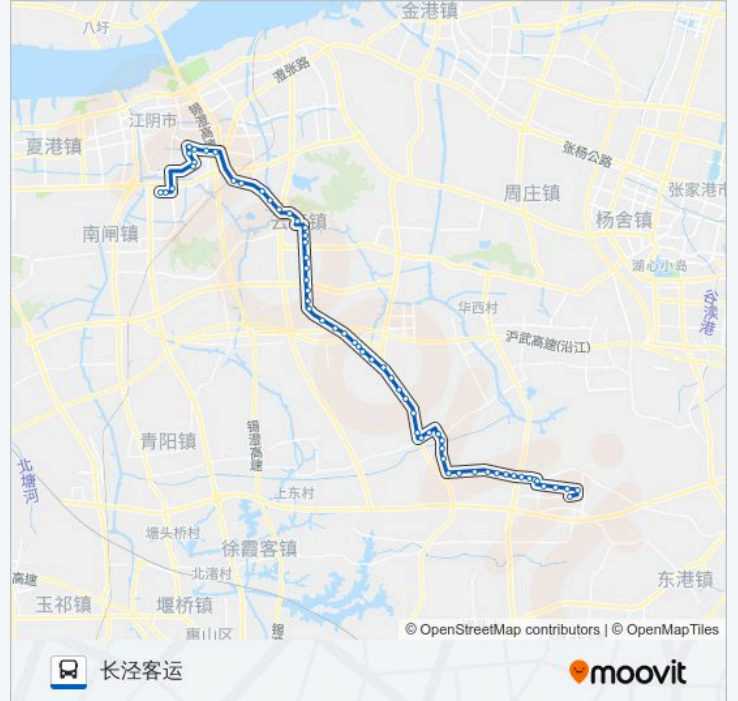 金港镇
八圩
澄张路
锡澄高速
江阴市
夏港镇
张杨公路
周庄镇
张家港市
杨舍镇
南闸镇
云亭镇
湖心小岛
谷渎港
华西村
沪武高速(沿江)
青阳镇
锡澄高速
北塘河
上东村
塘头桥村
徐霞客镇
北渚村
高速
东港镇
玉祁镇
堰桥镇
惠山区
锡
© OpenStreetMap contributors | © OpenMapTiles
长泾客运
moovit